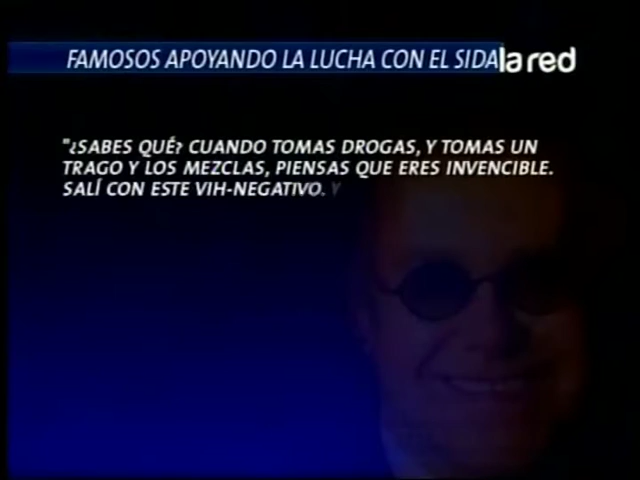 FAMOSOS APOYANDO LA LUCHA CON EL SIDA
la red
"¿SABES QUÉ? CUANDO TOMAS DROGAS, Y TOMAS UN
TRAGO Y LOS MEZCLAS, PIENSAS QUE ERES INVENCIBLE.
SALÍ CON ESTE VIH-NEGATIVO. Y